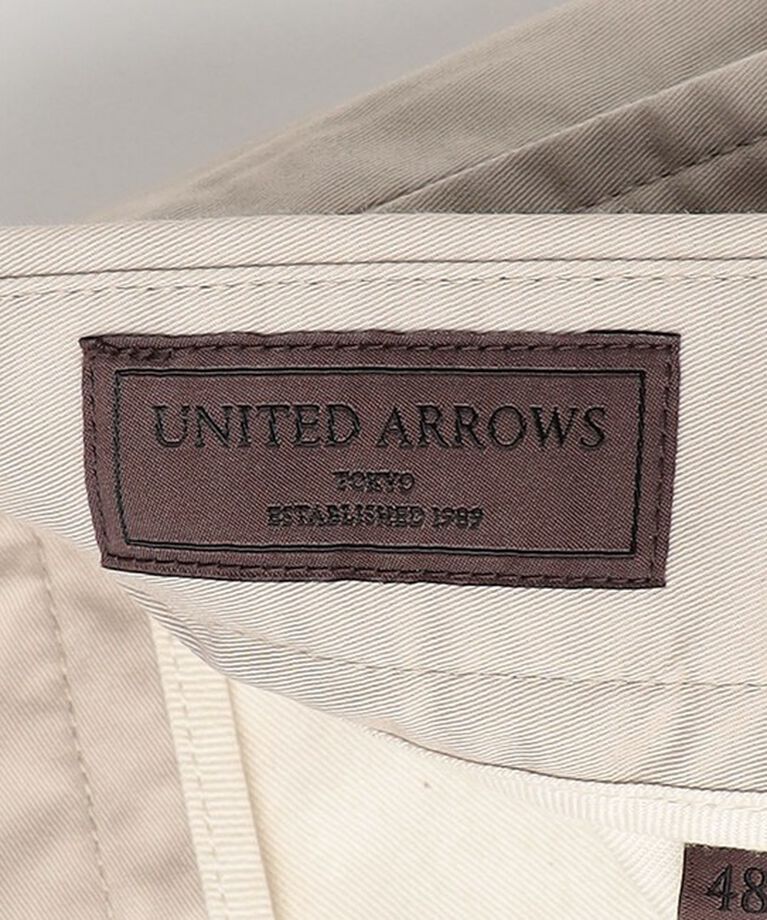 UNITED ARROWS
TOKYO
ESTABLISHED 1989
48